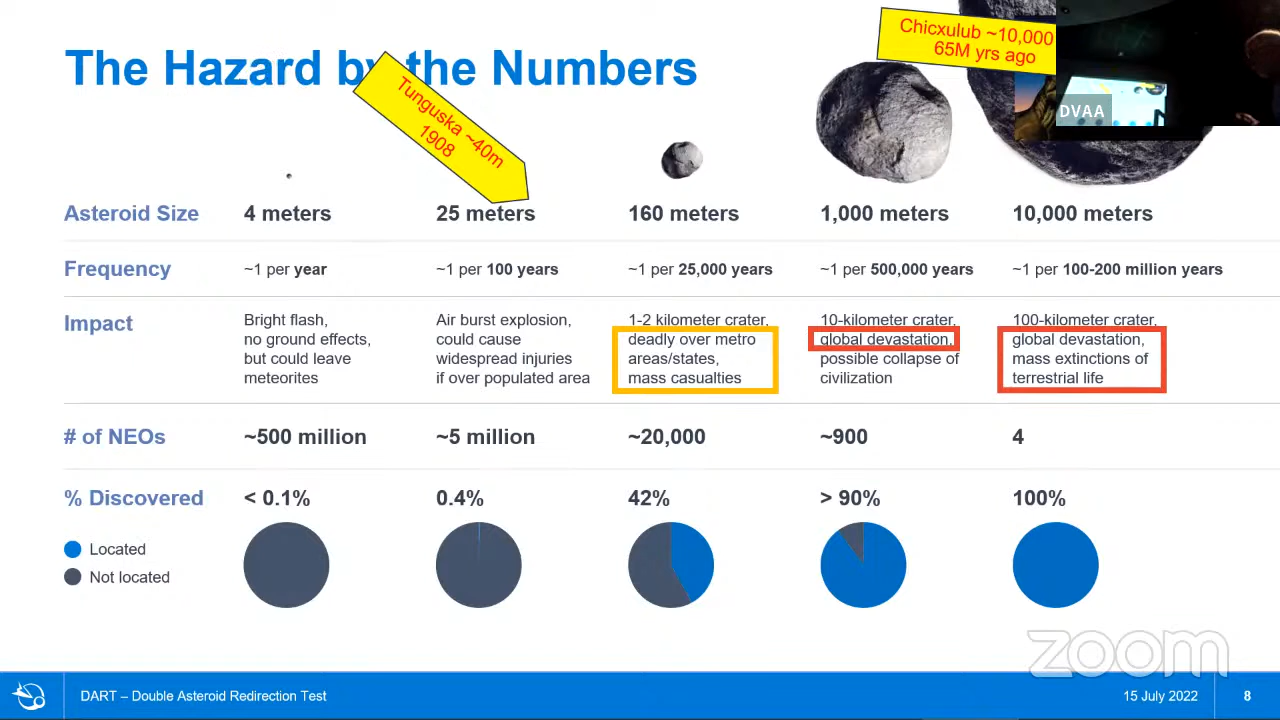 The Hazard by the Numbers
Tunguska ~40m
1908
Chicxulub ~10,000
65M yrs ago
DVAA
Asteroid Size
4 meters
25 meters
160 meters
1,000 meters
10,000 meters
Frequency
~1 per year
~1 per 100 years
~1 per 25,000 years
~1 per 500,000 years
~1 per 100-200 million years
Impact
Bright flash,
no ground effects,
but could leave
meteorites
Air burst explosion,
could cause
widespread injuries
if over populated area
1-2 kilometer crater,
deadly over metro
areas/states,
mass casualties
10-kilometer crater,
global devastation,
possible collapse of
civilization
100-kilometer crater,
global devastation,
mass extinctions of
terrestrial life
# of NEOs
~500 million
~5 million
~20,000
~900
4
% Discovered
< 0.1%
0.4%
42%
> 90%
100%
Located
Not located
zoom
DART – Double Asteroid Redirection Test
15 July 2022
8